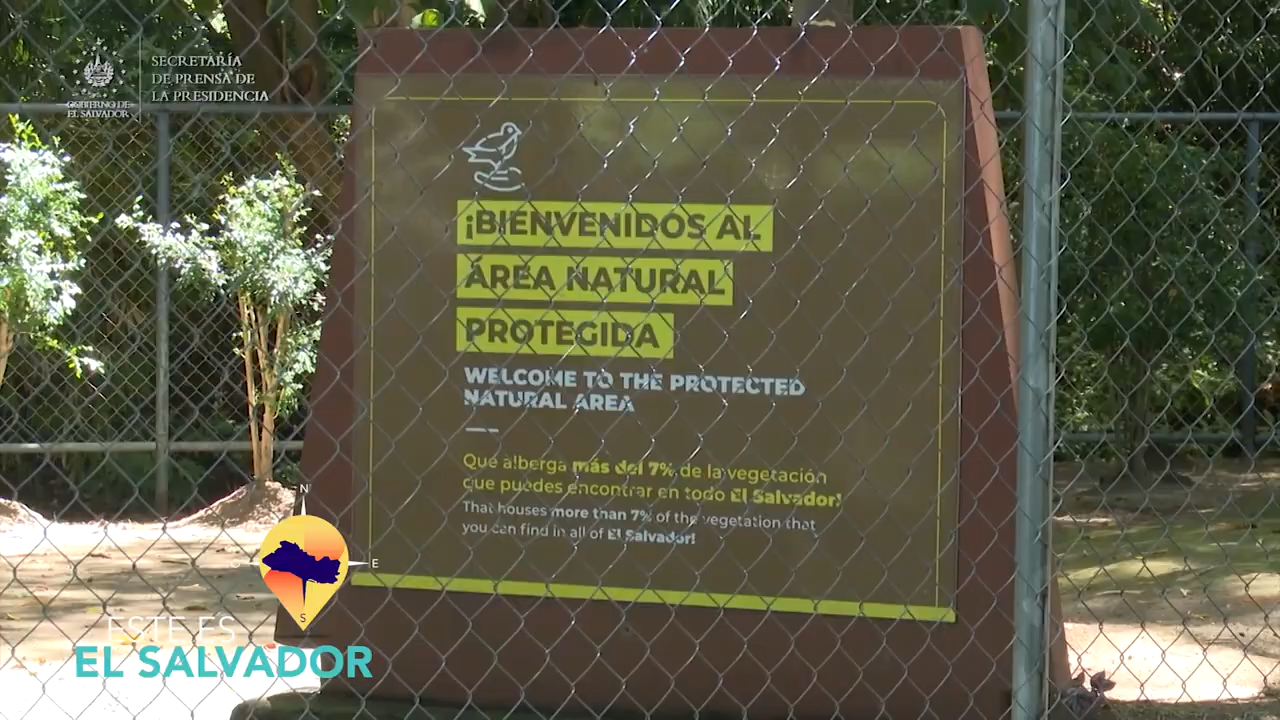 SECRETARÍA
DE PRENSA DE
LA PRESIDENCIA
GOBIERNO DE
EL SALVADOR
¡BIENVENIDOS AL
ÁREA NATURAL
PROTEGIDA
WELCOME TO THE PROTECTED
NATURAL AREA
Que alberga más del 7% de la vegetación
que puedes encontrar en todo El Salvador!
That houses more than 7% of the vegetation that
you can find in all of El Salvador!
N
O E
S
ESTE ES
EL SALVADOR